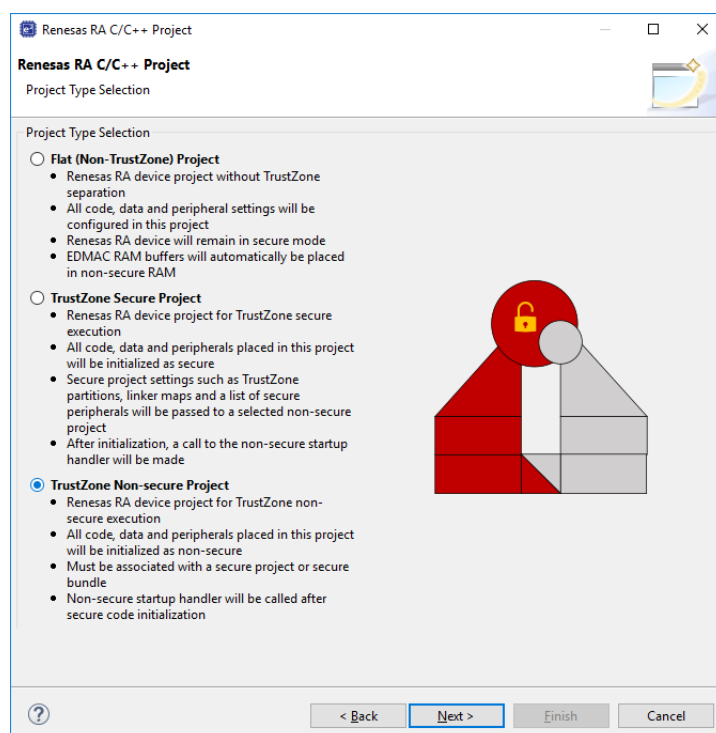 Renesas RA C/C++ Project
Renesas RA C/C++ Project
Project Type Selection
Project Type Selection
Flat (Non-TrustZone) Project
• Renesas RA device project without TrustZone
separation
• All code, data and peripheral settings will be
configured in this project
• Renesas RA device will remain in secure mode
• EDMAC RAM buffers will automatically be placed
in non-secure RAM
TrustZone Secure Project
• Renesas RA device project for TrustZone secure
execution
• All code, data and peripherals placed in this project
will be initialized as secure
• Secure project settings such as TrustZone
partitions, linker maps and a list of secure
peripherals will be passed to a selected non-secure
project
• After initialization, a call to the non-secure startup
handler will be made
TrustZone Non-secure Project
• Renesas RA device project for TrustZone non-
secure execution
• All code, data and peripherals placed in this project
will be initialized as non-secure
• Must be associated with a secure project or secure
bundle
• Non-secure startup handler will be called after
secure code initialization
?
< Back
Next >
Finish
Cancel